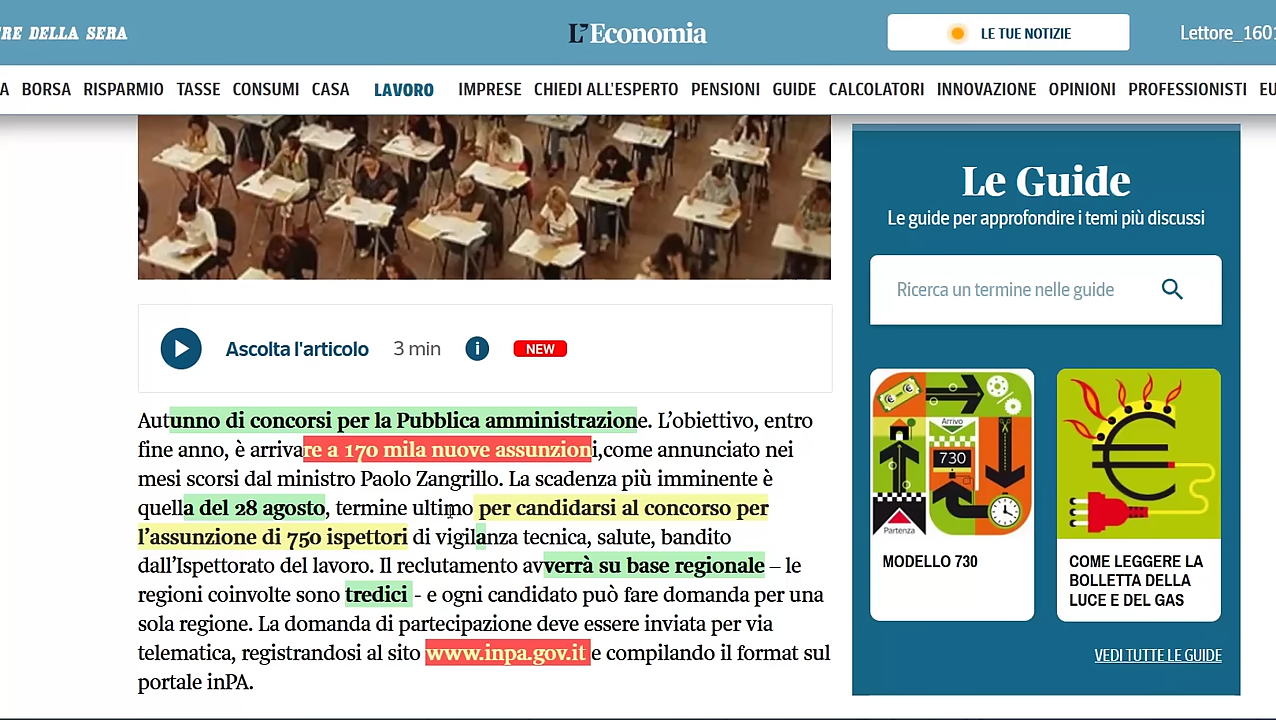 RE DELLA SERA
L'Economia
LE TUE NOTIZIE
Lettore_1601
A BORSA RISPARMIO TASSE CONSUMI CASA LAVORO IMPRESE CHIEDI ALL'ESPERTO PENSIONI GUIDE CALCOLATORI INNOVAZIONE OPINIONI PROFESSIONISTI EU
Ascolta l'articolo 3 min i NEW
Autunno di concorsi per la Pubblica amministrazione. L’obiettivo, entro
fine anno, è arrivare a 170 mila nuove assunzioni,come annunciato nei
mesi scorsi dal ministro Paolo Zangrillo. La scadenza più imminente è
quella del 28 agosto, termine ultimo per candidarsi al concorso per
l’assunzione di 750 ispettori di vigilanza tecnica, salute, bandito
dall’Ispettorato del lavoro. Il reclutamento avverrà su base regionale – le
regioni coinvolte sono tredici - e ogni candidato può fare domanda per una
sola regione. La domanda di partecipazione deve essere inviata per via
telematica, registrandosi al sito www.inpa.gov.it e compilando il format sul
portale inPA.
Le Guide
Le guide per approfondire i temi più discussi
Ricerca un termine nelle guide
Arrivo
730
Partenza
MODELLO 730
COME LEGGERE LA
BOLLETTA DELLA
LUCE E DEL GAS
VEDI TUTTE LE GUIDE